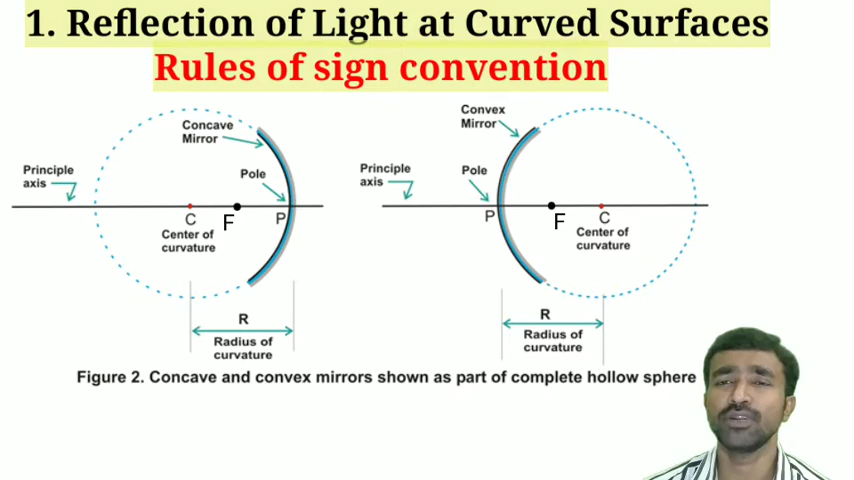 1. Reflection of Light at Curved Surfaces
Rules of sign convention
Concave
Mirror
Principle
axis
Pole
C
F
P
Center of
curvature
R
Radius of
curvature
Convex
Mirror
Principle
axis
Pole
P
F
C
Center of
curvature
R
Radius of
curvature
Figure 2. Concave and convex mirrors shown as part of complete hollow sphere